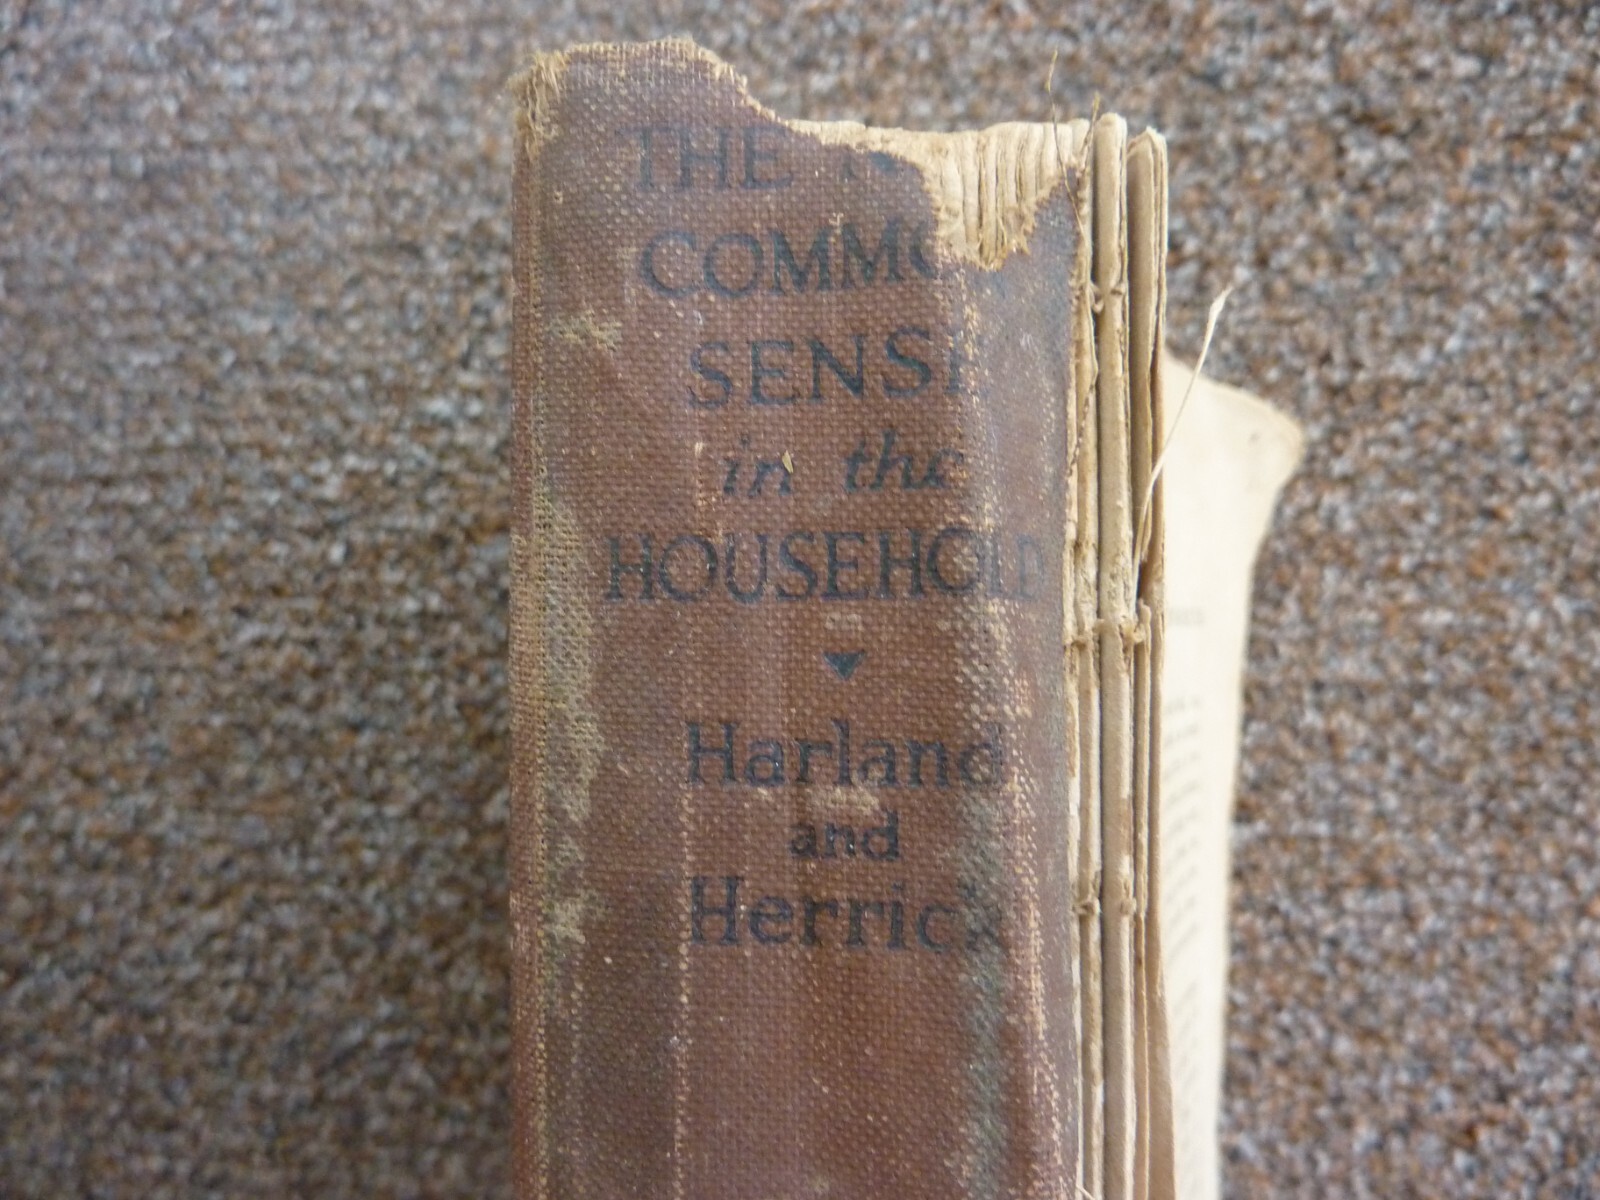 THE
COMMO
SENSE
in the
HOUSEHOLD
Harland
and
Herrick